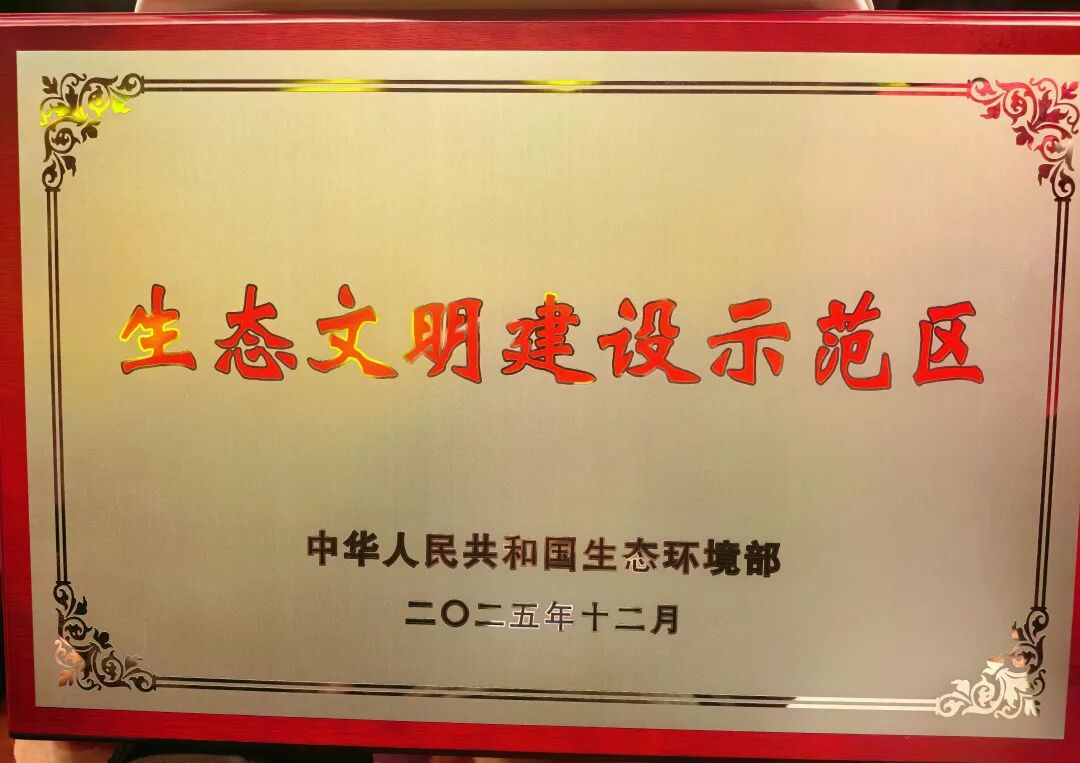 生态文明建设示范区
中华人民共和国生态环境部
二〇二五年十二月